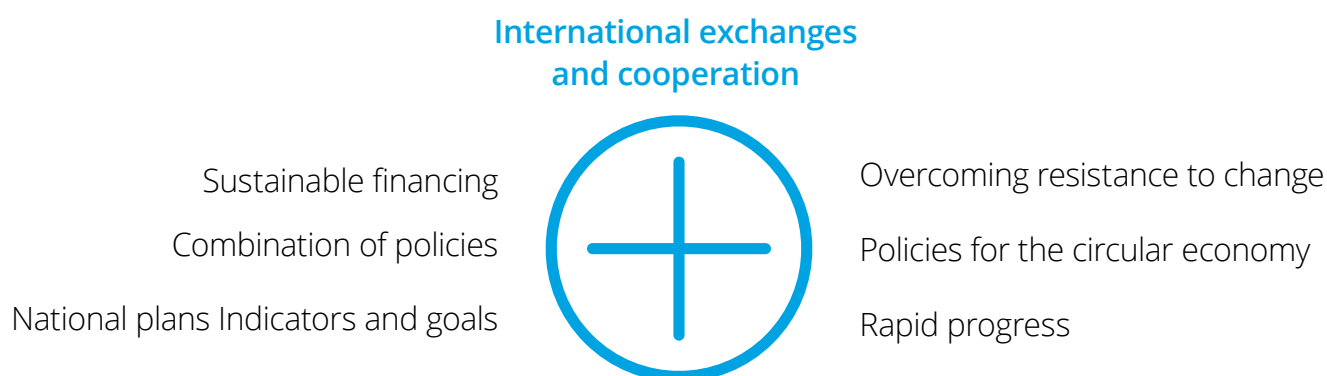 International exchanges
and cooperation
Sustainable financing
Combination of policies
National plans Indicators and goals
Overcoming resistance to change
Policies for the circular economy
Rapid progress